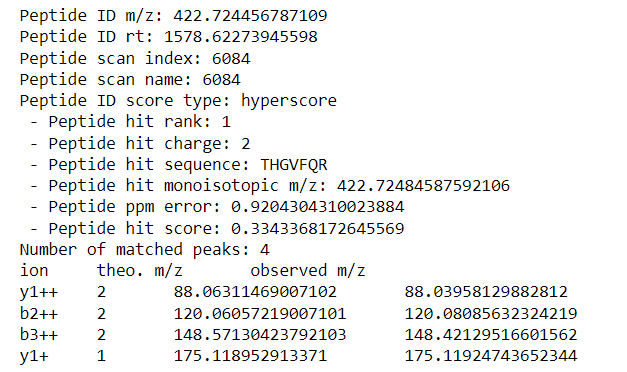 Peptide ID m/z: 422.724456787109
Peptide ID rt: 1578.62273945598
Peptide scan index: 6084
Peptide scan name: 6084
Peptide ID score type: hyperscore
 - Peptide hit rank: 1
 - Peptide hit charge: 2
 - Peptide hit sequence: THGVFQR
 - Peptide hit monoisotopic m/z: 422.72484587592106
 - Peptide ppm error: 0.9204304310023884
 - Peptide hit score: 0.3343368172645569
Number of matched peaks: 4
ion theo. m/z observed m/z
y1++ 2 88.06311469007102 88.03958129882812
b2++ 2 120.06057219007101 120.08085632324219
b3++ 2 148.57130423792103 148.42129516601562
y1+ 1 175.118952913371 175.11924743652344